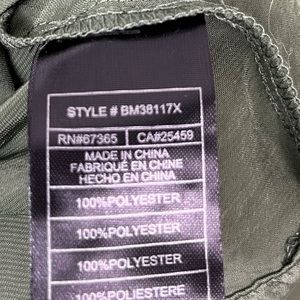 STYLE # BM38117X
RN#67365 CA#25459
MADE IN CHINA
FABRIQUÉ EN CHINE
HECHO EN CHINA
100%POLYESTER
100%POLYESTER
100%POLYESTER
100%POLIESTERE